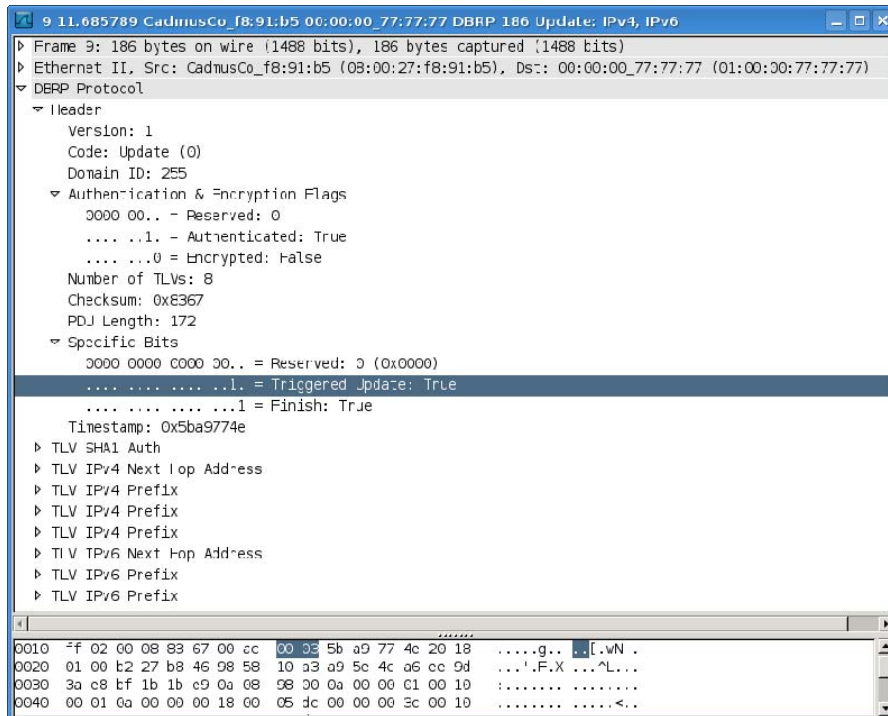 9 11.685789 CadmusCo_f8:91:b5 00:00:00_77:77:77 DBRP 186 Update: IPv4, IPv6
Frame 9: 186 bytes on wire (1488 bits), 186 bytes captured (1488 bits)
Ethernet II, Src: CadmusCo_f8:91:b5 (08:00:27:f8:91:b5), Dst: 00:00:00_77:77:77 (01:00:00:77:77:77)
DBRP Protocol
Header
Version: 1
Code: Update (0)
Domain ID: 255
Authentication & Encryption Flags
0000 00.. = Reserved: 0
.... ..1. = Authenticated: True
.... ...0 = Encrypted: False
Number of TLVs: 8
Checksum: 0x8367
PDU Length: 172
Specific Bits
0000 0000 0000 00.. = Reserved: 0 (0x0000)
.... .... .... ..1. = Triggered Update: True
.... .... .... ...1 = Finish: True
Timestamp: 0x5ba9774e
TLV SHA1 Auth
TLV IPv4 Next Hop Address
TLV IPv4 Prefix
TLV IPv4 Prefix
TLV IPv4 Prefix
TLV IPv6 Next Hop Address
TLV IPv6 Prefix
TLV IPv6 Prefix
0010 ff 02 00 08 83 67 00 ac 00 03 5b a9 77 4e 20 18 .....g.. ..[.wN .
0020 01 00 b2 27 b8 46 98 58 10 a3 a9 5e 4c a6 9d ...'.F.X ...^L...
0030 3a c8 bf 1b 1b c9 0a 08 98 00 0a 00 00 01 00 10 ........ ........
0040 00 01 0a 00 00 00 18 00 05 dc 00 00 00 3c 00 10 ........ .....<..